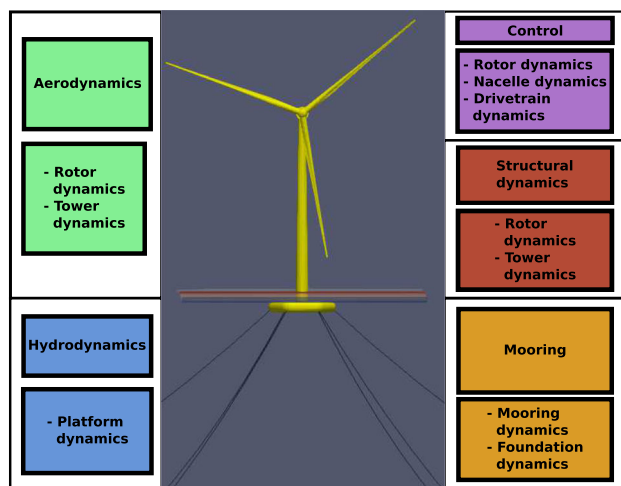 Aerodynamics
- Rotor
dynamics
- Tower
dynamics
Hydrodynamics
- Platform
dynamics
Control
- Rotor dynamics
- Nacelle dynamics
- Drivetrain
dynamics
Structural
dynamics
- Rotor
dynamics
- Tower
dynamics
Mooring
- Mooring
dynamics
- Foundation
dynamics